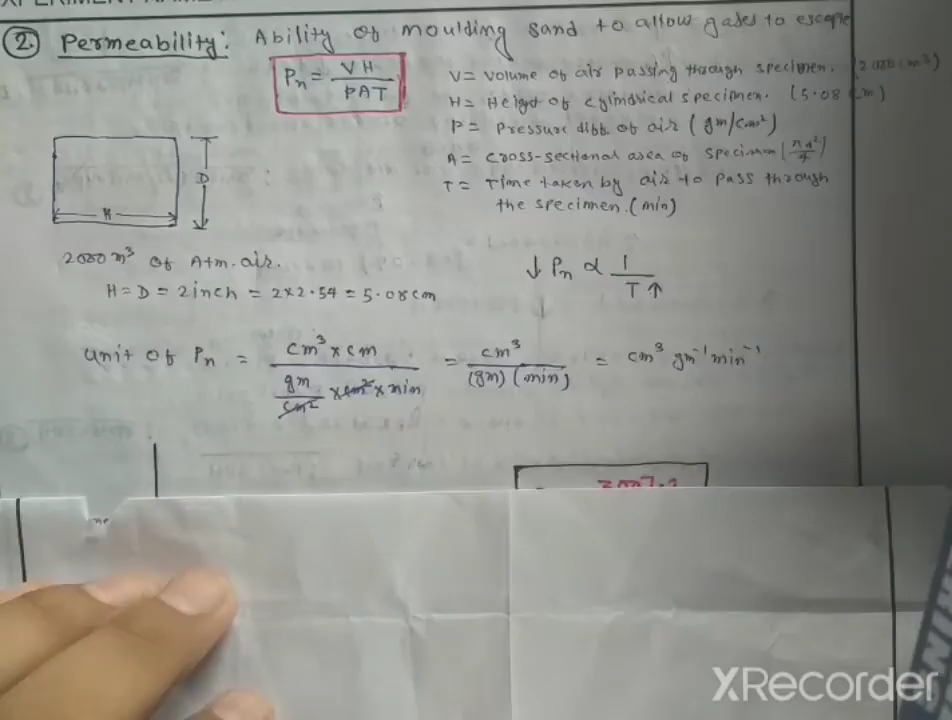 ② Permeability: Ability of moulding sand to allow gases to escape
Pn = VH / PAT
V = volume of air passing through specimen. (2000 cm³)
H = Height of cylindrical specimen. (5.08 cm)
P = pressure diff. of air (gm/cm²)
A = cross-sectional area of specimen (πd²/4)
T = Time taken by air to pass through
the specimen. (min)
D
H
2000 m³ of Atm. air.
H = D = 2 inch = 2×2.54 = 5.08 cm
↓ Pn ∝ 1 / T↑
Unit of Pn = cm³ × cm / gm/cm² × cm² × min = cm³ / (gm) (min) = cm³ gm⁻¹ min⁻¹
XRecorder